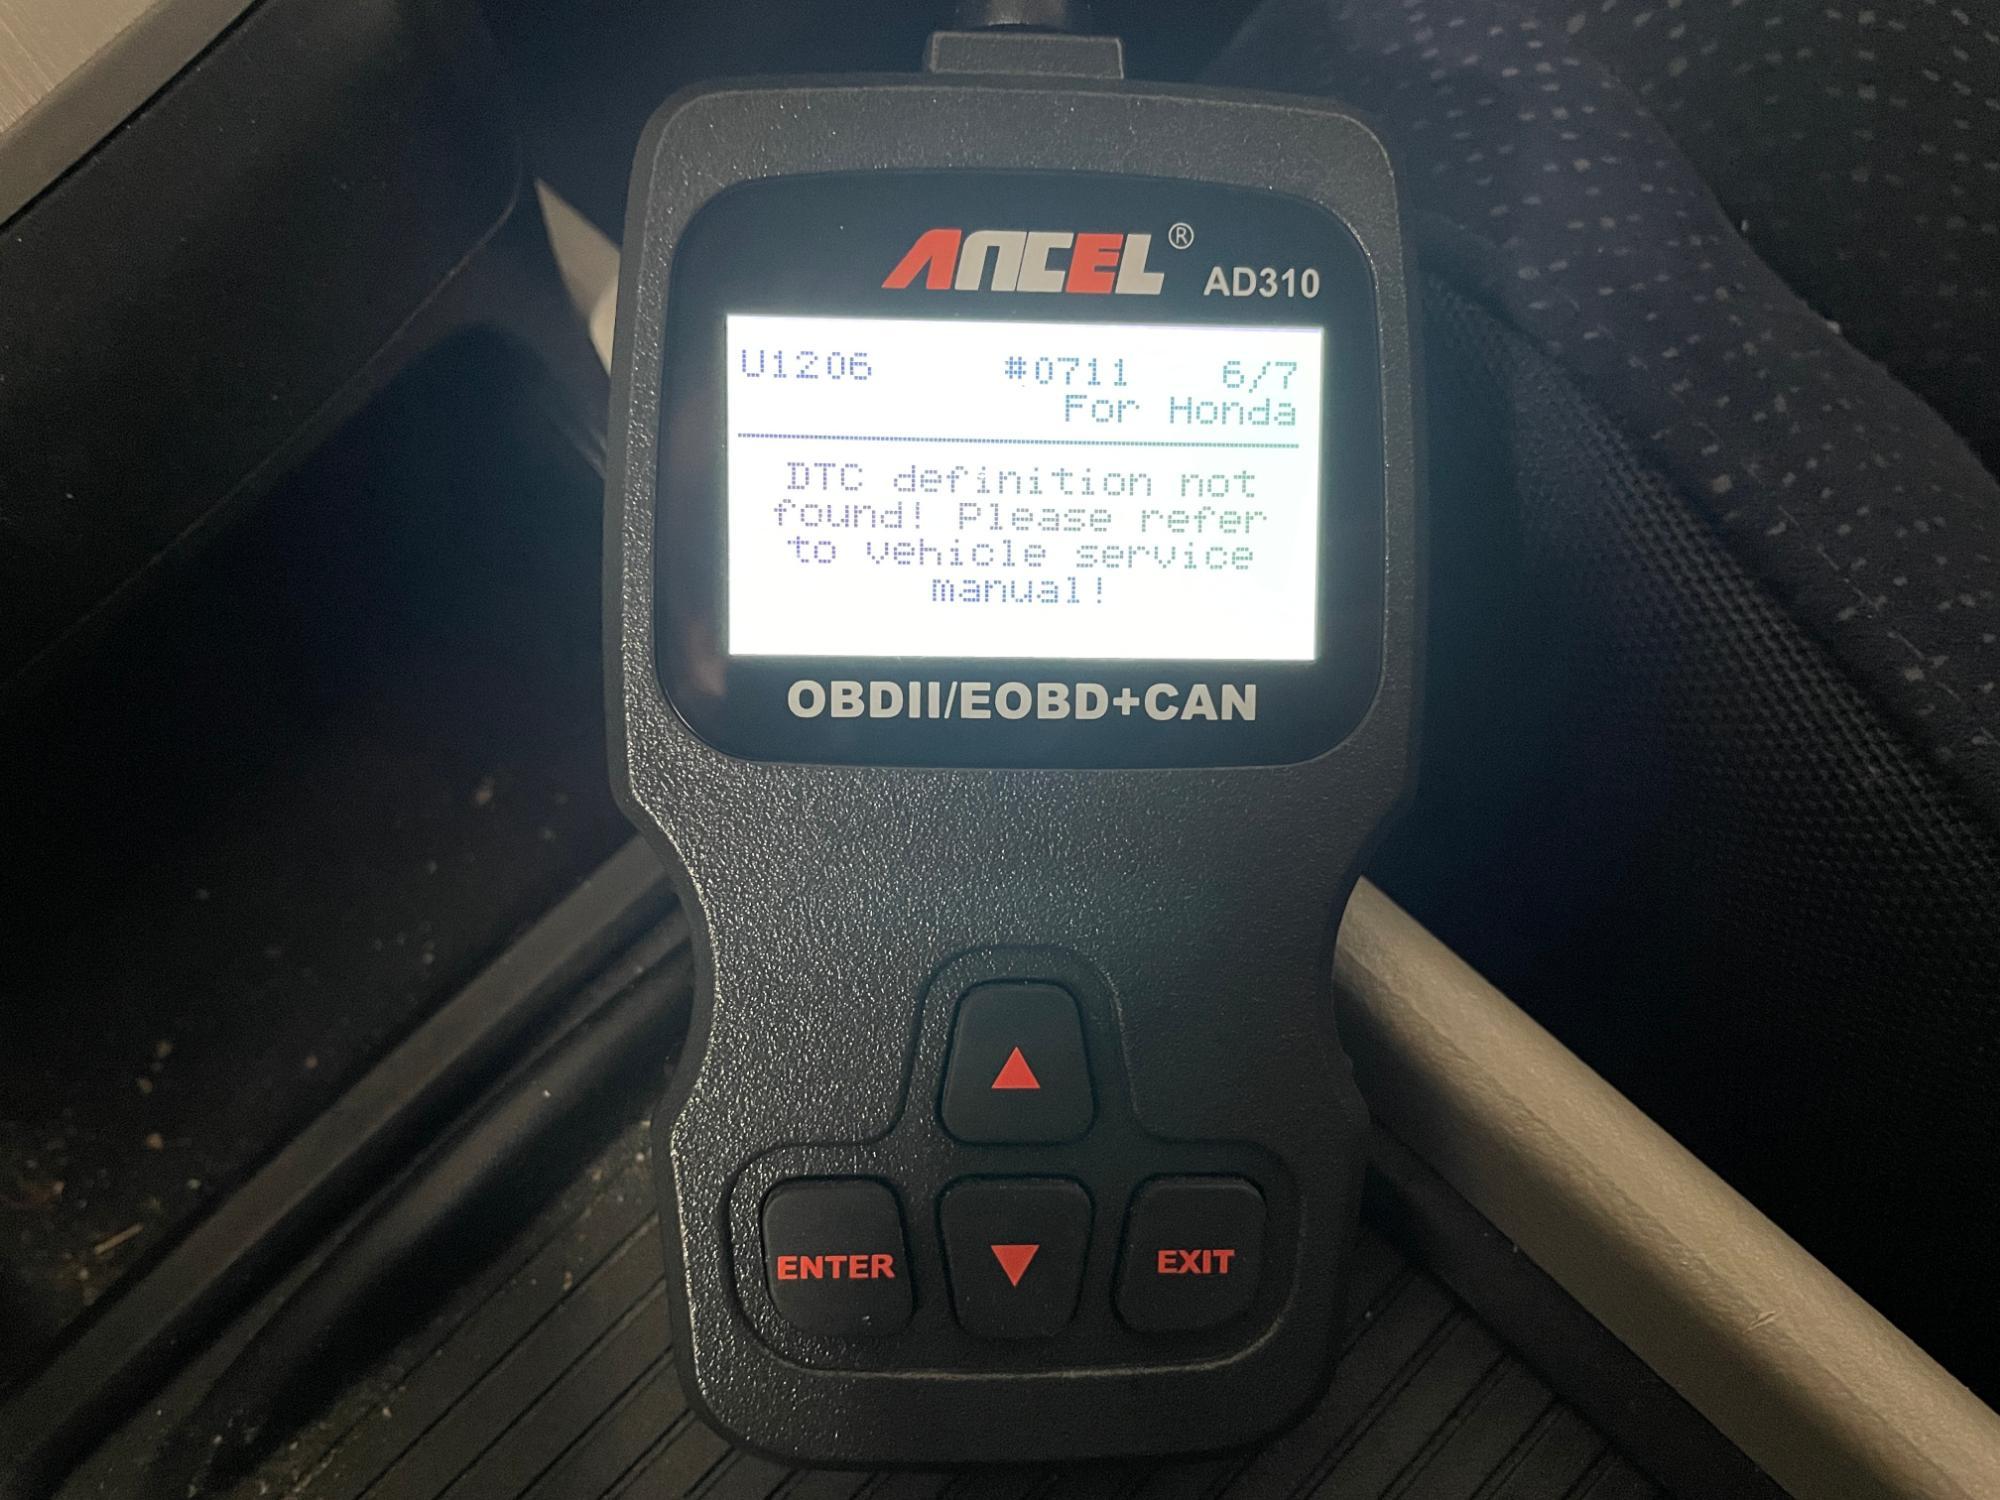 ANCEL® AD310
U1206 #0711 6/7
For Honda
DTC definition not
found! Please refer
to vehicle service
manual!
OBDII/EOBD+CAN
ENTER
EXIT